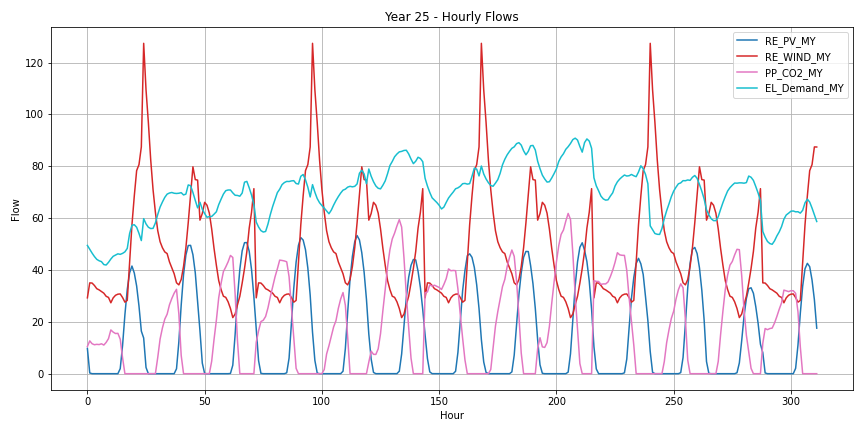 Year 25 - Hourly Flows
RE_PV_MY
RE_WIND_MY
PP_CO2_MY
EL_Demand_MY
Flow
120
100
80
60
40
20
0
0 50 100 150 200 250 300
Hour